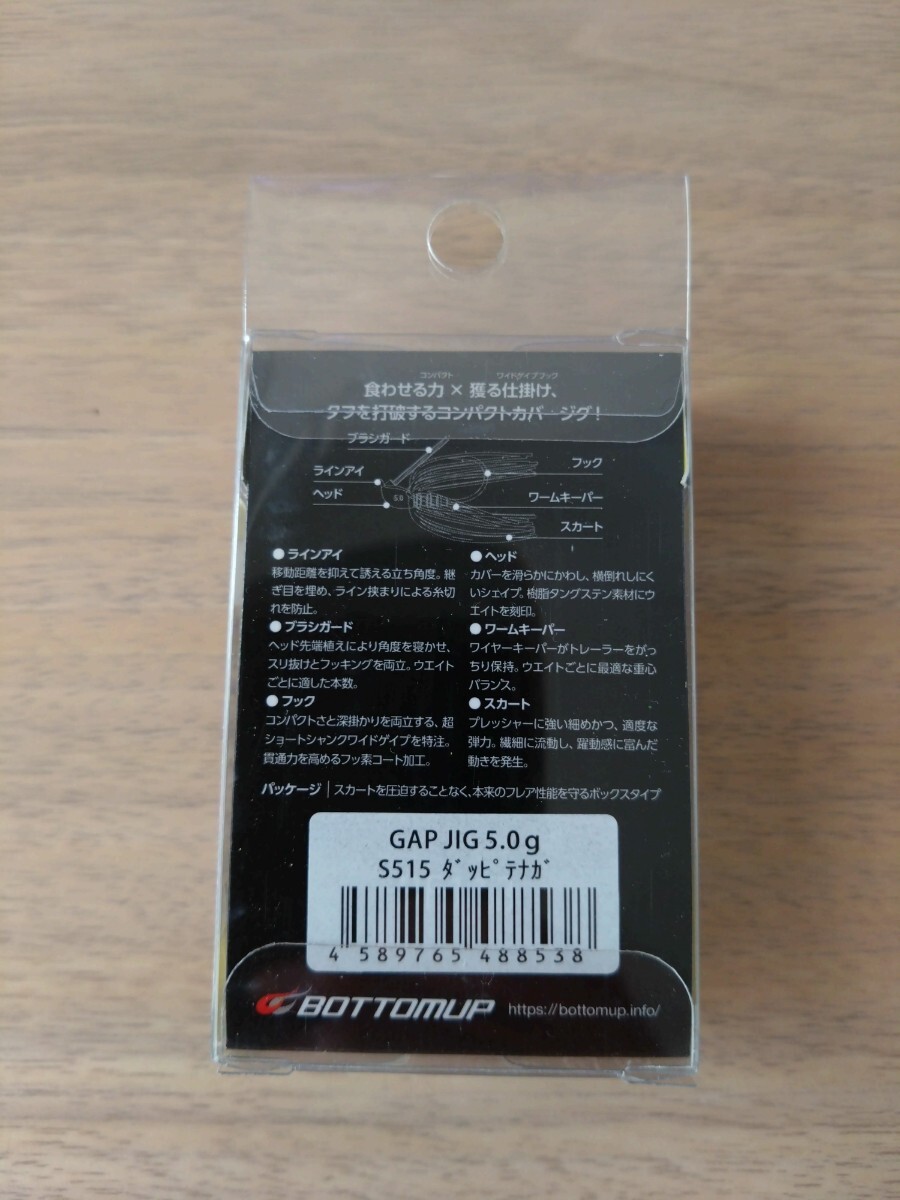 コンパクト ワイドゲイプフック
食わせる力 × 獲る仕掛け、
タフを打破するコンパクトカバージグ!
ブラシガード
フック
ラインアイ
ヘッド
5.0
ワームキーパー
スカート
●ラインアイ
移動距離を抑えて誘える立ち角度。継
ぎ目を埋め、ライン挟まりによる糸切
れを防止。
●ブラシガード
ヘッド先端植えにより角度を寝かせ、
スリ抜けとフッキングを両立。ウエイト
ごとに適した本数。
●フック
コンパクトさと深掛かりを両立する、超
ショートシャンクワイドゲイプを特注。
貫通力を高めるフッ素コート加工。
●ヘッド
カバーを滑らかにかわし、横倒れしにく
いシェイプ。樹脂タングステン素材にウ
エイトを刻印。
●ワームキーパー
ワイヤーキーパーがトレーラーをがっ
ちり保持。ウエイトごとに最適な重心
バランス。
●スカート
プレッシャーに強い細めかつ、適度な
弾力。繊細に流動し、躍動感に富んだ
動きを発生。
パッケージ | スカートを圧迫することなく、本来のフレア性能を守るボックスタイプ
GAP JIG 5.0 g
S515 ﾀﾞｯﾋﾟﾃﾅｶﾞ
4 589765 488538
BOTTOMUP https://bottomup.info/